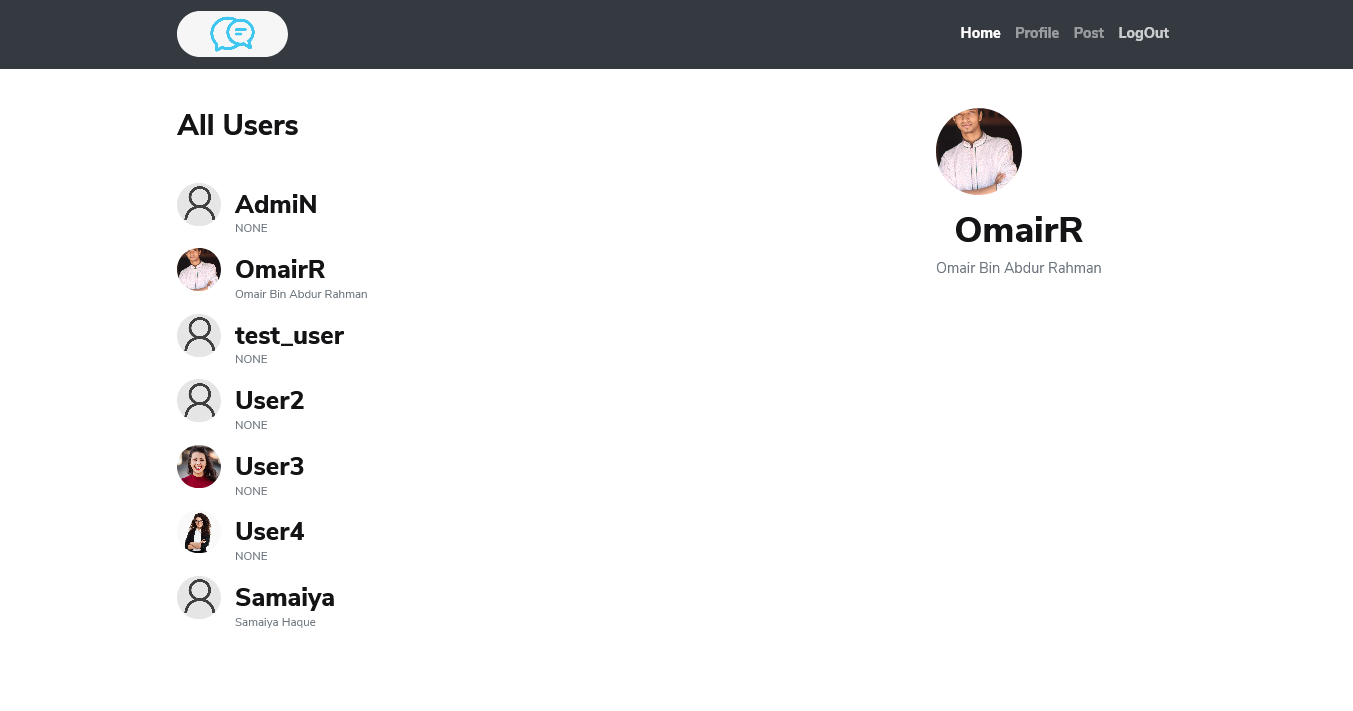 Home Profile Post LogOut
All Users
AdmiN
NONE
OmairR
Omair Bin Abdur Rahman
test_user
NONE
User2
NONE
User3
NONE
User4
NONE
Samaiya
Samaiya Haque
OmairR
Omair Bin Abdur Rahman